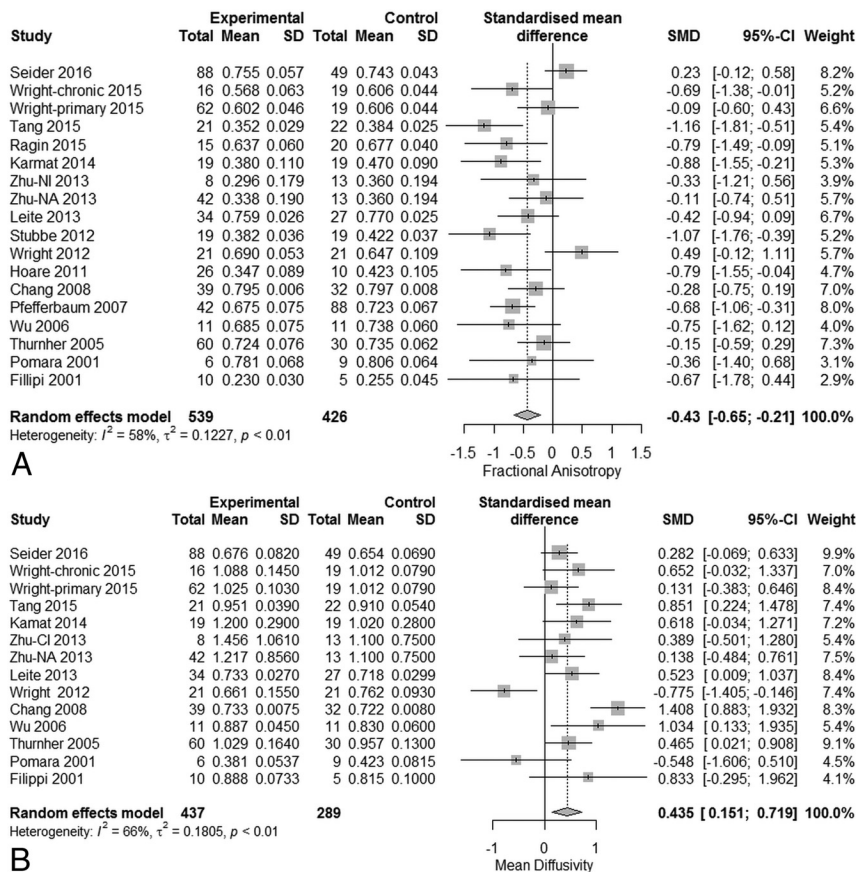 Experimental Control Standardised mean
Study Total Mean SD Total Mean SD difference SMD 95%-CI Weight
Seider 2016 88 0.755 0.057 49 0.743 0.043 0.23 [-0.12; 0.58] 8.2%
Wright-chronic 2015 16 0.568 0.063 19 0.606 0.044 -0.69 [-1.38; -0.01] 5.2%
Wright-primary 2015 62 0.602 0.046 19 0.606 0.044 -0.09 [-0.60; 0.43] 6.6%
Tang 2015 21 0.352 0.029 22 0.384 0.025 -1.16 [-1.81; -0.51] 5.4%
Ragin 2015 15 0.637 0.060 20 0.677 0.040 -0.79 [-1.49; -0.09] 5.1%
Karmat 2014 19 0.380 0.110 19 0.470 0.090 -0.88 [-1.55; -0.21] 5.3%
Zhu-NI 2013 8 0.296 0.179 13 0.360 0.194 -0.33 [-1.21; 0.56] 3.9%
Zhu-NA 2013 42 0.338 0.190 13 0.360 0.194 -0.11 [-0.74; 0.51] 5.7%
Leite 2013 34 0.759 0.026 27 0.770 0.025 -0.42 [-0.94; 0.09] 6.7%
Stubbe 2012 19 0.382 0.036 19 0.422 0.037 -1.07 [-1.76; -0.39] 5.2%
Wright 2012 21 0.690 0.053 21 0.647 0.109 0.49 [-0.12; 1.11] 5.7%
Hoare 2011 26 0.347 0.089 10 0.423 0.105 -0.79 [-1.55; -0.04] 4.7%
Chang 2008 39 0.795 0.006 32 0.797 0.008 -0.28 [-0.75; 0.19] 7.0%
Pfefferbaum 2007 42 0.675 0.075 88 0.723 0.067 -0.68 [-1.06; -0.31] 8.0%
Wu 2006 11 0.685 0.075 11 0.738 0.060 -0.75 [-1.62; 0.12] 4.0%
Thurnher 2005 60 0.724 0.076 30 0.735 0.062 -0.15 [-0.59; 0.29] 7.3%
Pomara 2001 6 0.781 0.068 9 0.806 0.064 -0.36 [-1.40; 0.68] 3.1%
Fillipi 2001 10 0.230 0.030 5 0.255 0.045 -0.67 [-1.78; 0.44] 2.9%
Random effects model 539 426 -0.43 [-0.65; -0.21] 100.0%
Heterogeneity: I² = 58%, τ² = 0.1227, p < 0.01
-1.5 -1 -0.5 0 0.5 1 1.5
A Fractional Anisotropy
Experimental Control Standardised mean
Study Total Mean SD Total Mean SD difference SMD 95%-CI Weight
Seider 2016 88 0.676 0.0820 49 0.654 0.0690 0.282 [-0.069; 0.633] 9.9%
Wright-chronic 2015 16 1.088 0.1450 19 1.012 0.0790 0.652 [-0.032; 1.337] 7.0%
Wright-primary 2015 62 1.025 0.1030 19 1.012 0.0790 0.131 [-0.383; 0.646] 8.4%
Tang 2015 21 0.951 0.0390 22 0.910 0.0540 0.851 [ 0.224; 1.478] 7.4%
Kamat 2014 19 1.200 0.2900 19 1.020 0.2800 0.618 [-0.034; 1.271] 7.2%
Zhu-CI 2013 8 1.456 1.0610 13 1.100 0.7500 0.389 [-0.501; 1.280] 5.5%
Zhu-NA 2013 42 1.217 0.8560 13 1.100 0.7500 0.138 [-0.484; 0.761] 7.5%
Leite 2013 34 0.733 0.0270 27 0.718 0.0299 0.523 [ 0.009; 1.037] 8.4%
Wright 2012 21 0.661 0.1550 21 0.762 0.0930 -0.775 [-1.405; -0.146] 7.4%
Chang 2008 39 0.733 0.0075 32 0.722 0.0080 1.408 [ 0.883; 1.932] 8.3%
Wu 2006 11 0.887 0.0450 11 0.830 0.0600 1.034 [ 0.133; 1.935] 5.4%
Thurnher 2005 60 1.029 0.1640 30 0.957 0.1300 0.465 [ 0.021; 0.908] 9.1%
Pomara 2001 6 0.381 0.0537 9 0.423 0.0815 -0.548 [-1.606; 0.510] 4.5%
Filippi 2001 10 0.888 0.0733 5 0.815 0.1000 0.833 [-0.295; 1.962] 4.1%
Random effects model 437 289 0.435 [ 0.151; 0.719] 100.0%
Heterogeneity: I² = 66%, τ² = 0.1805, p < 0.01
-1 0 1
B Mean Diffusivity